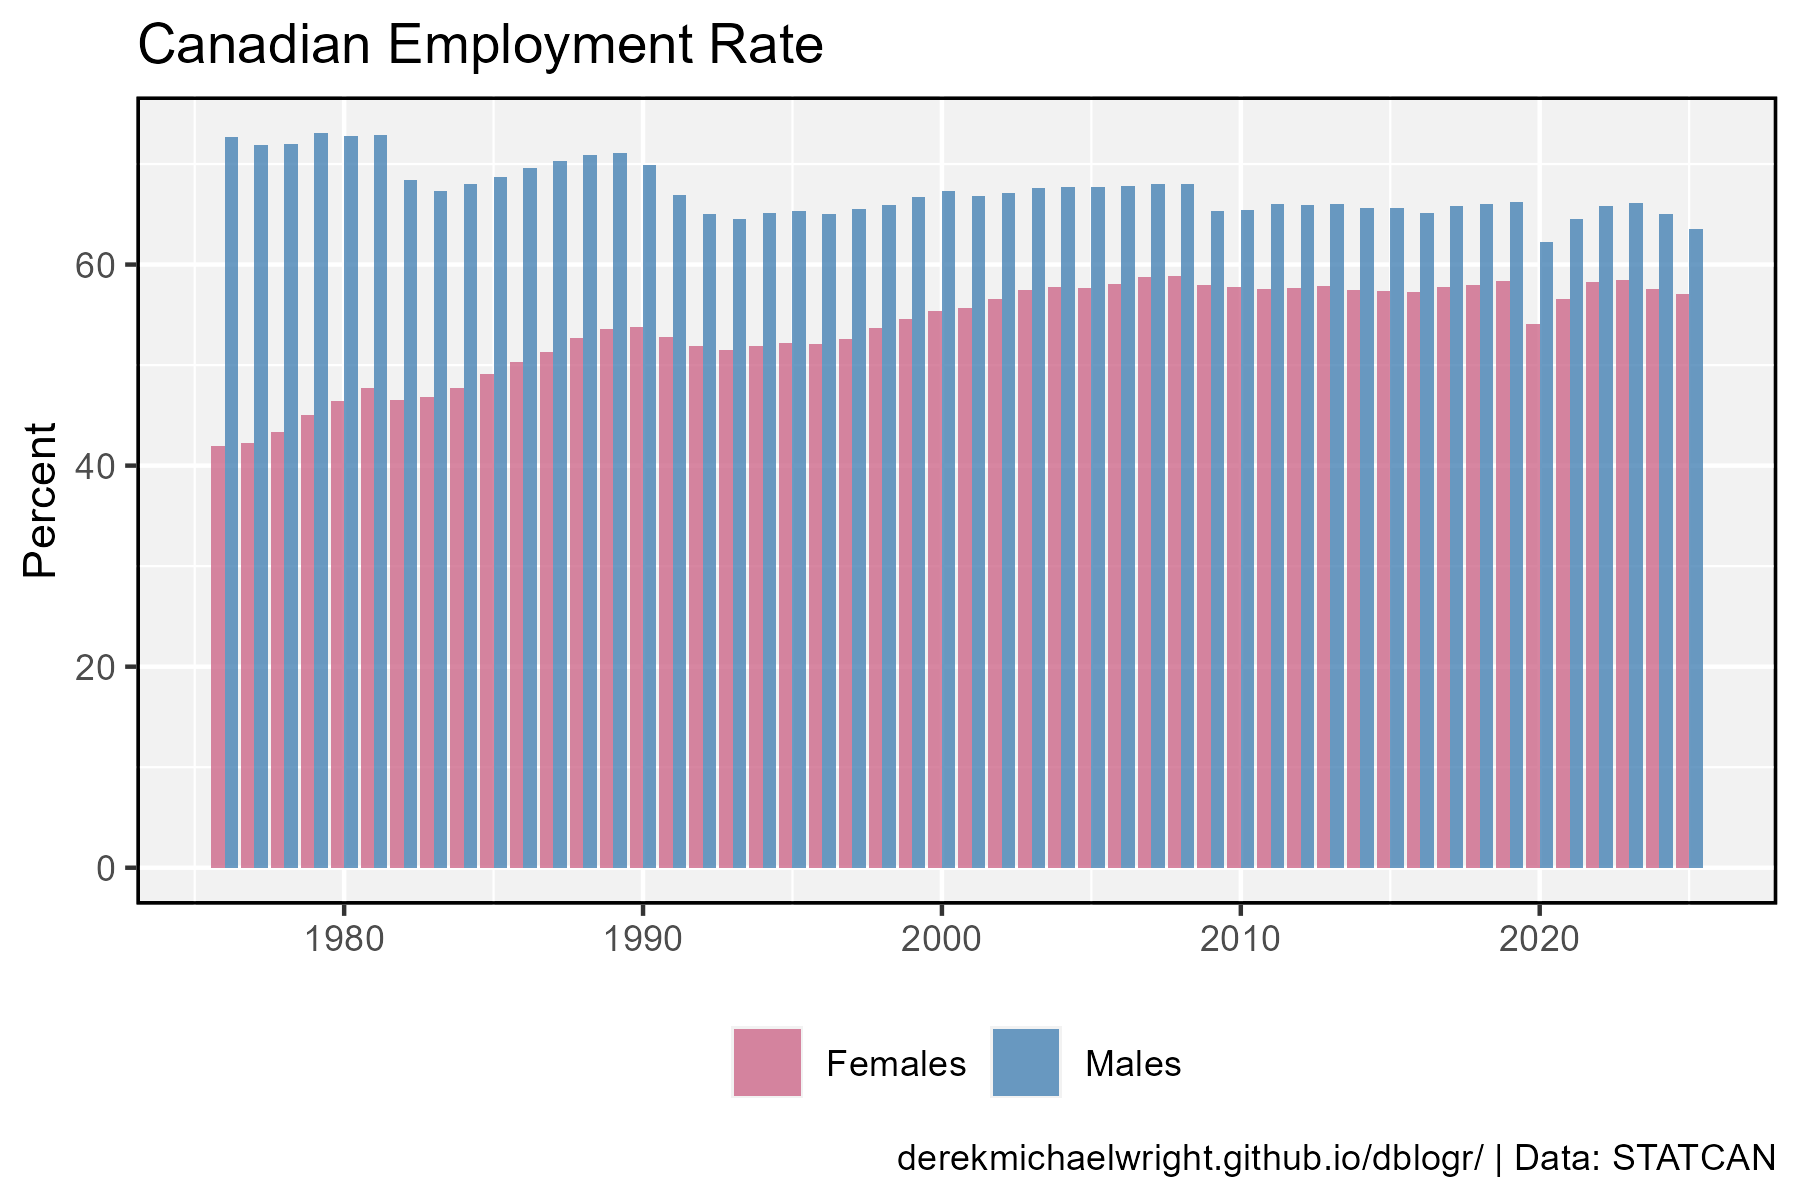 Canadian Employment Rate
Percent
60
40
20
0
1980 1990 2000 2010 2020
Females Males
derekmichaelwright.github.io/dblogr/ | Data: STATCAN